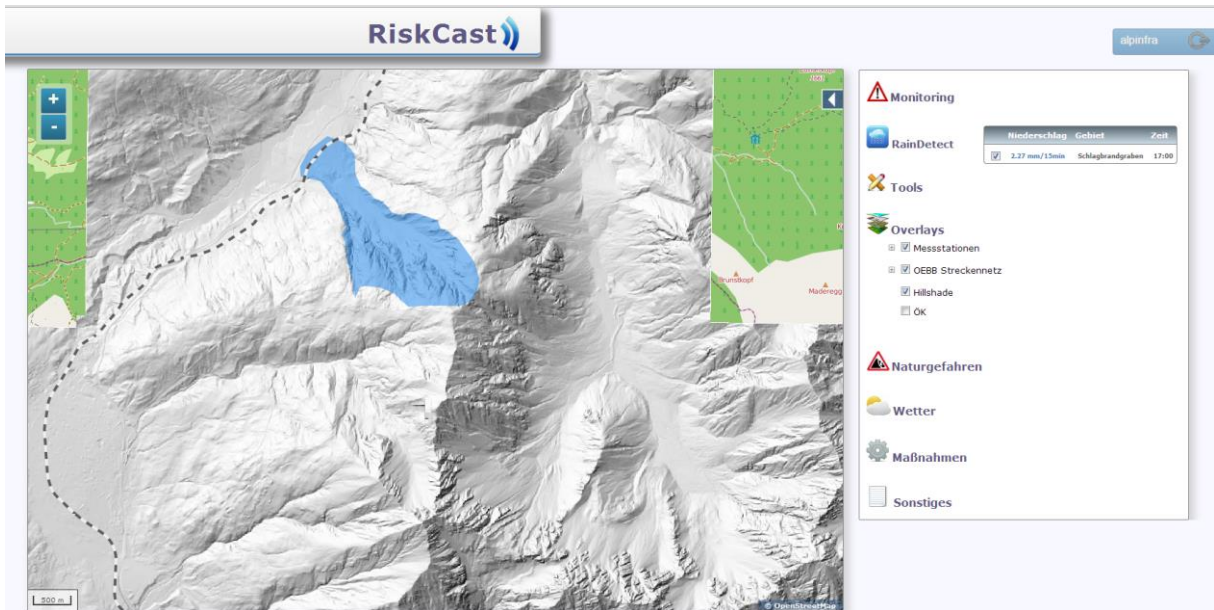 RiskCast
alpinfra
+
-
Monitoring
RainDetect
Niederschlag Gebiet Zeit
2.27 mm/15min Schlagbrandgraben 17:00
Tools
Overlays
Messstationen
OEBB Streckennetz
Hillshade
ÖK
Naturgefahren
Wetter
Maßnahmen
Sonstiges
Brunstkopf
Maderegg
500 m
© OpenStreetMap